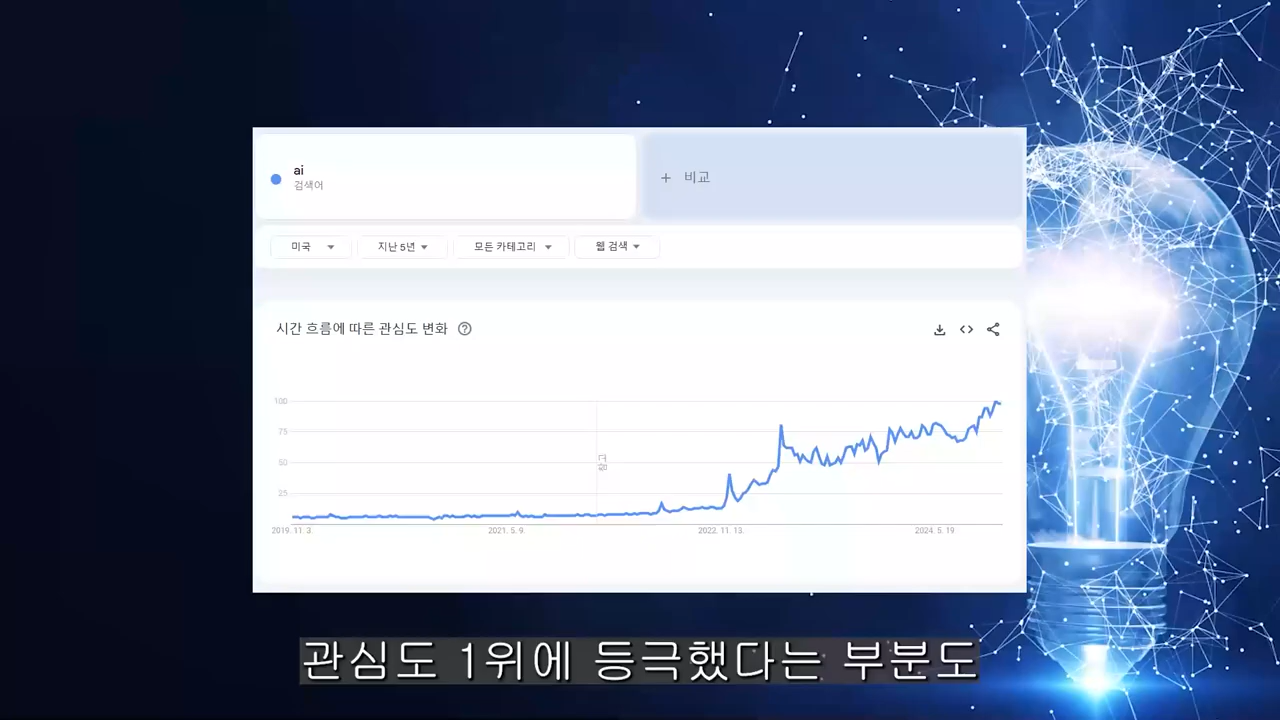 ai
검색어
+ 비교
미국
지난 5년
모든 카테고리
웹 검색
시간 흐름에 따른 관심도 변화
100
75
50
25
참고
2019. 11. 3.
2021. 5. 9.
2022. 11. 13.
2024. 5. 19
관심도 1위에 등극했다는 부분도